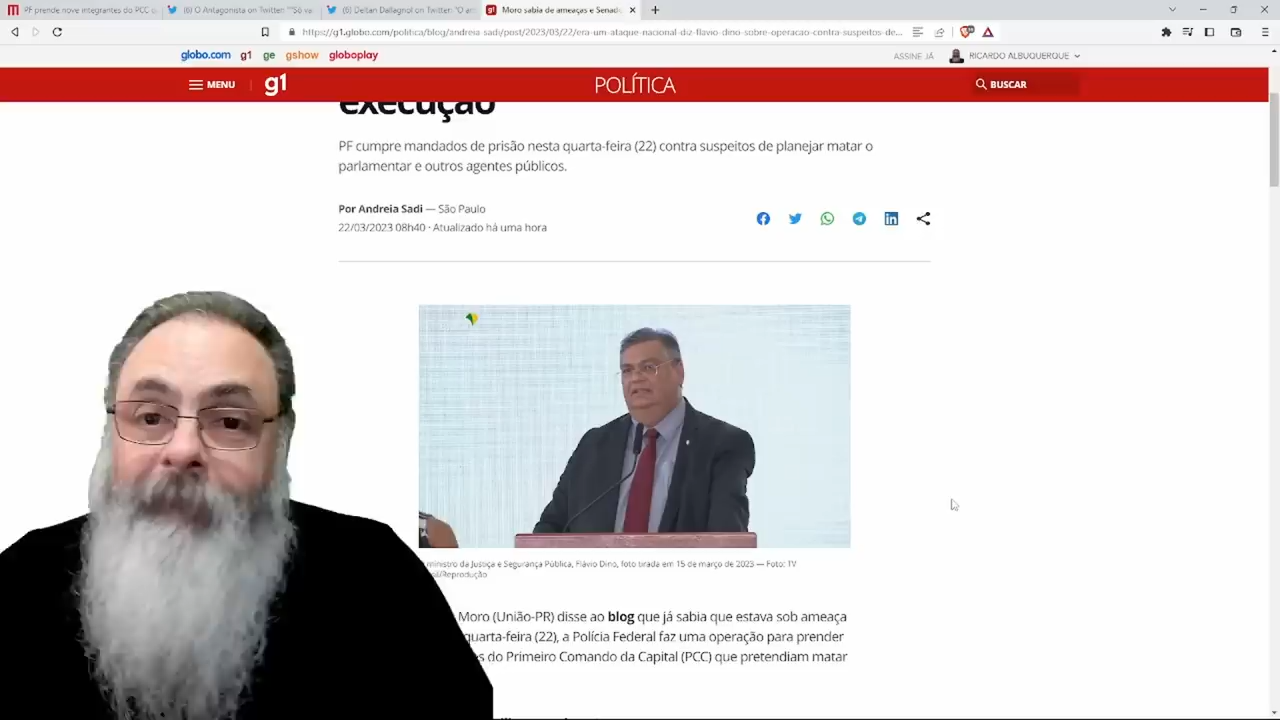 PF prende nove integrantes do PCC s
(6) O Antagonista on Twitter: "Só va
(6) Deltan Dallagnol on Twitter: "O an
Moro sabia de ameaças e Senad
https://g1.globo.com/politica/blog/andreia-sadi/post/2023/03/22/era-um-ataque-nacional-diz-flavio-dino-sobre-operacao-contra-suspeitos-de...
globo.com g1 ge gshow globoplay
ASSINE JÁ
RICARDO ALBUQUERQUE
MENU g1 POLÍTICA BUSCAR
execução
PF cumpre mandados de prisão nesta quarta-feira (22) contra suspeitos de planejar matar o
parlamentar e outros agentes públicos.
Por Andreia Sadi — São Paulo
22/03/2023 08h40 · Atualizado há uma hora
ministro da Justiça e Segurança Pública, Flávio Dino, foto tirada em 15 de março de 2023 — Foto: TV
/Reprodução
Moro (União-PR) disse ao blog que já sabia que estava sob ameaça
quarta-feira (22), a Polícia Federal faz uma operação para prender
do Primeiro Comando da Capital (PCC) que pretendiam matar